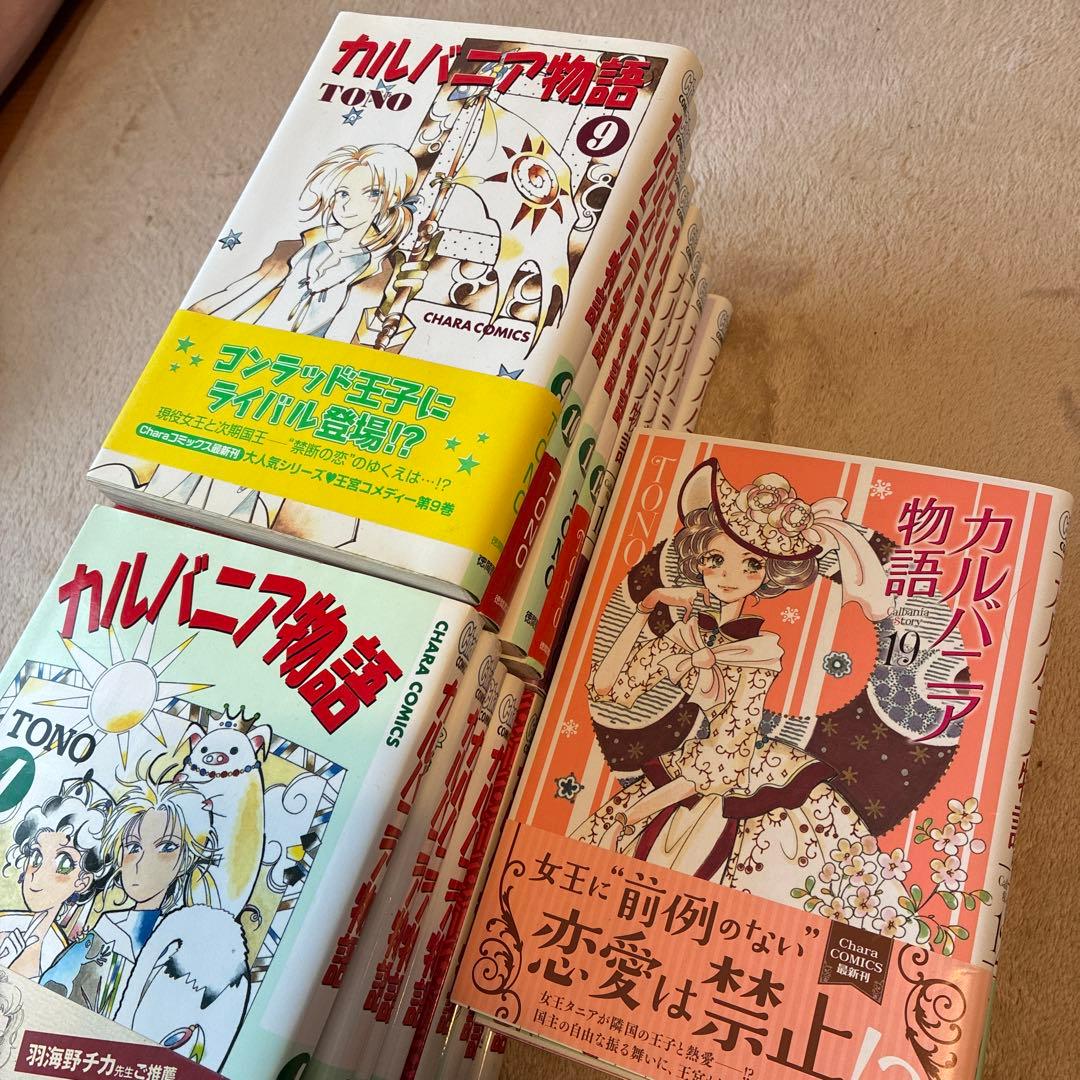 カルバニア物語
TONO
9
CHARA COMICS
コンラッド王子に
ライバル登場!?
現役女王と次期国王――"禁断の恋"のゆくえは…!?
Charaコミックス最新刊 大人気シリーズ♥王宮コメディー第9巻
TONO
TONO
カルバニア物語
CHARA COMICS
TONO
1
羽海野チカ先生ご推薦
TONO
カルバニア
物語
Calbania
Story
19
女王に"前例のない"
恋愛は禁止!?
Chara
COMICS
最新刊
女王タニアが隣国の王子と熱愛――!?
国主の自由な振る舞いに、王宮